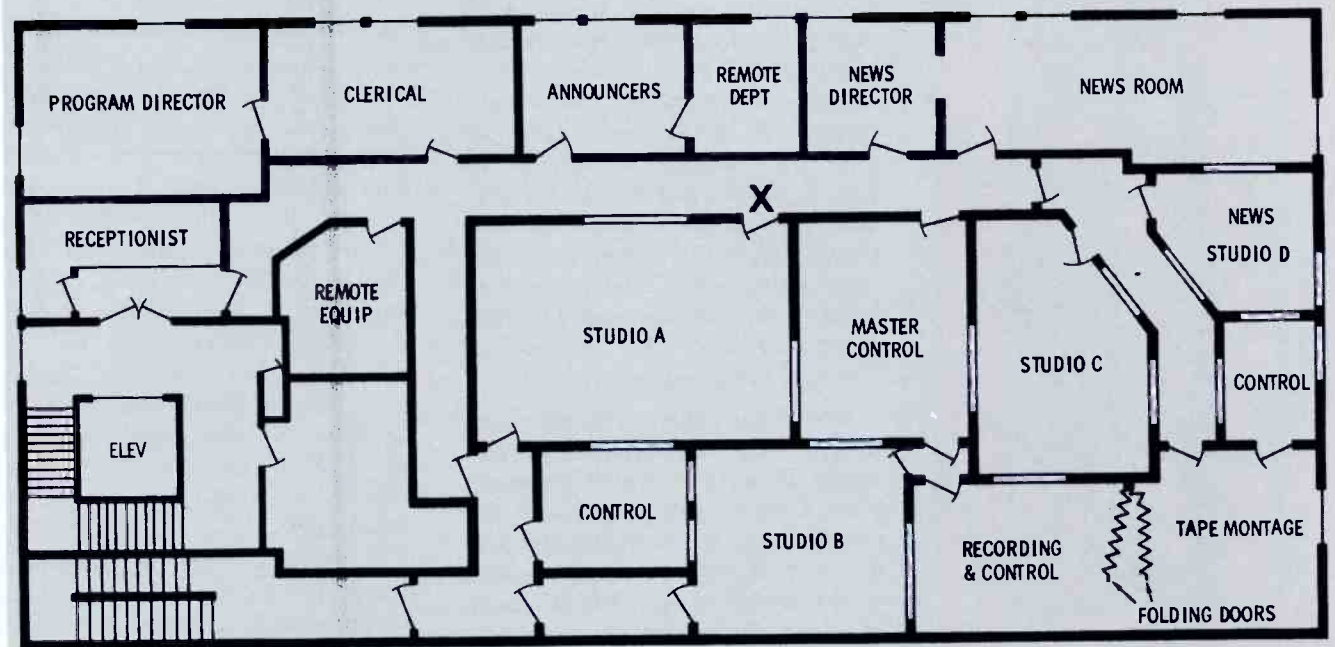 PROGRAM DIRECTOR
CLERICAL
ANNOUNCERS
REMOTE
DEPT
NEWS
DIRECTOR
NEWS ROOM
X
RECEPTIONIST
NEWS
STUDIO D
REMOTE
EQUIP
STUDIO A
MASTER
CONTROL
STUDIO C
CONTROL
ELEV
CONTROL
STUDIO B
RECORDING
& CONTROL
TAPE MONTAGE
FOLDING DOORS